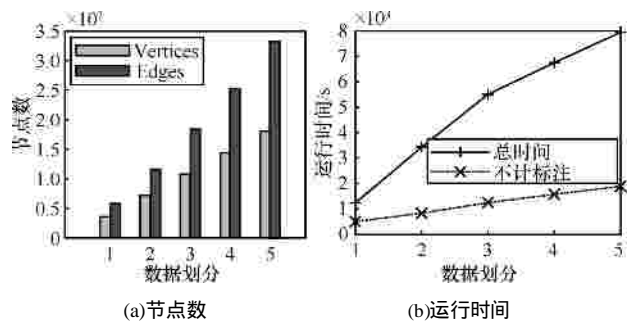 (a)
×10⁷
3.5
3.0
2.5
2.0
1.5
1.0
0.5
0
节点数
Vertices
Edges
1 2 3 4 5
数据划分
(a)节点数
(b)
×10³
8
7
6
5
4
3
2
1
0
运行时间/s
总时间
不计标注
1 2 3 4 5
数据划分
(b)运行时间